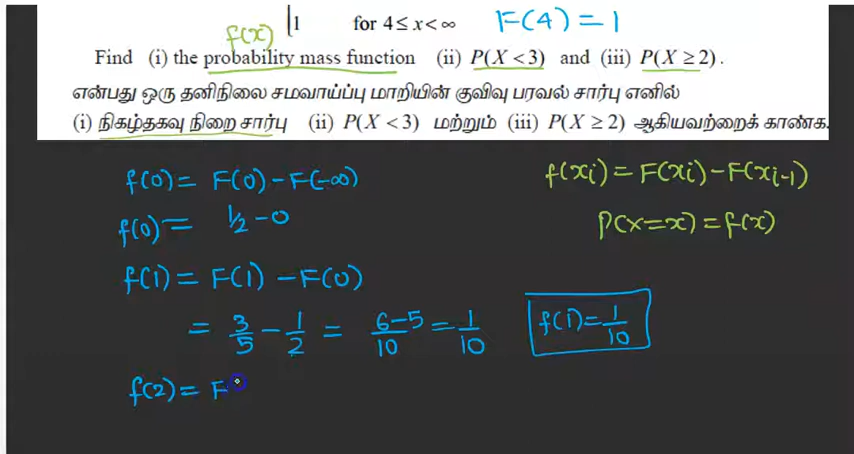 f(x) 1 for 4 ≤ x < ∞ F(4) = 1
Find (i) the probability mass function (ii) P(X < 3) and (iii) P(X ≥ 2).
என்பது ஒரு தனிநிலை சமவாய்ப்பு மாறியின் குவிவு பரவல் சார்பு எனில்
(i) நிகழ்தகவு நிறை சார்பு (ii) P(X < 3) மற்றும் (iii) P(X ≥ 2) ஆகியவற்றைக் காண்க.
f(0) = F(0) - F(-∞)
f(xi) = F(xi) - F(xi-1)
f(0) = 1/2 - 0
P(X=x) = f(x)
f(1) = F(1) - F(0)
= 3/5 - 1/2 = 6-5/10 = 1/10
f(1) = 1/10
f(2) = F